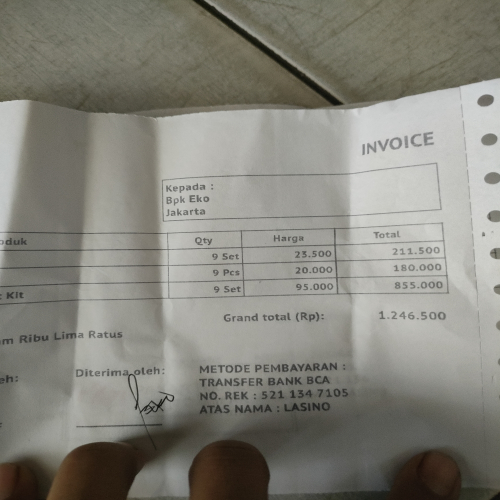 INVOICE
Kepada :
Bpk Eko
Jakarta
oduk Qty Harga Total
9 Set 23.500 211.500
9 Pcs 20.000 180.000
t Kit 9 Set 95.000 855.000
Grand total (Rp): 1.246.500
am Ribu Lima Ratus
eh: Diterima oleh:
METODE PEMBAYARAN :
TRANSFER BANK BCA
NO. REK : 521 134 7105
ATAS NAMA : LASINO